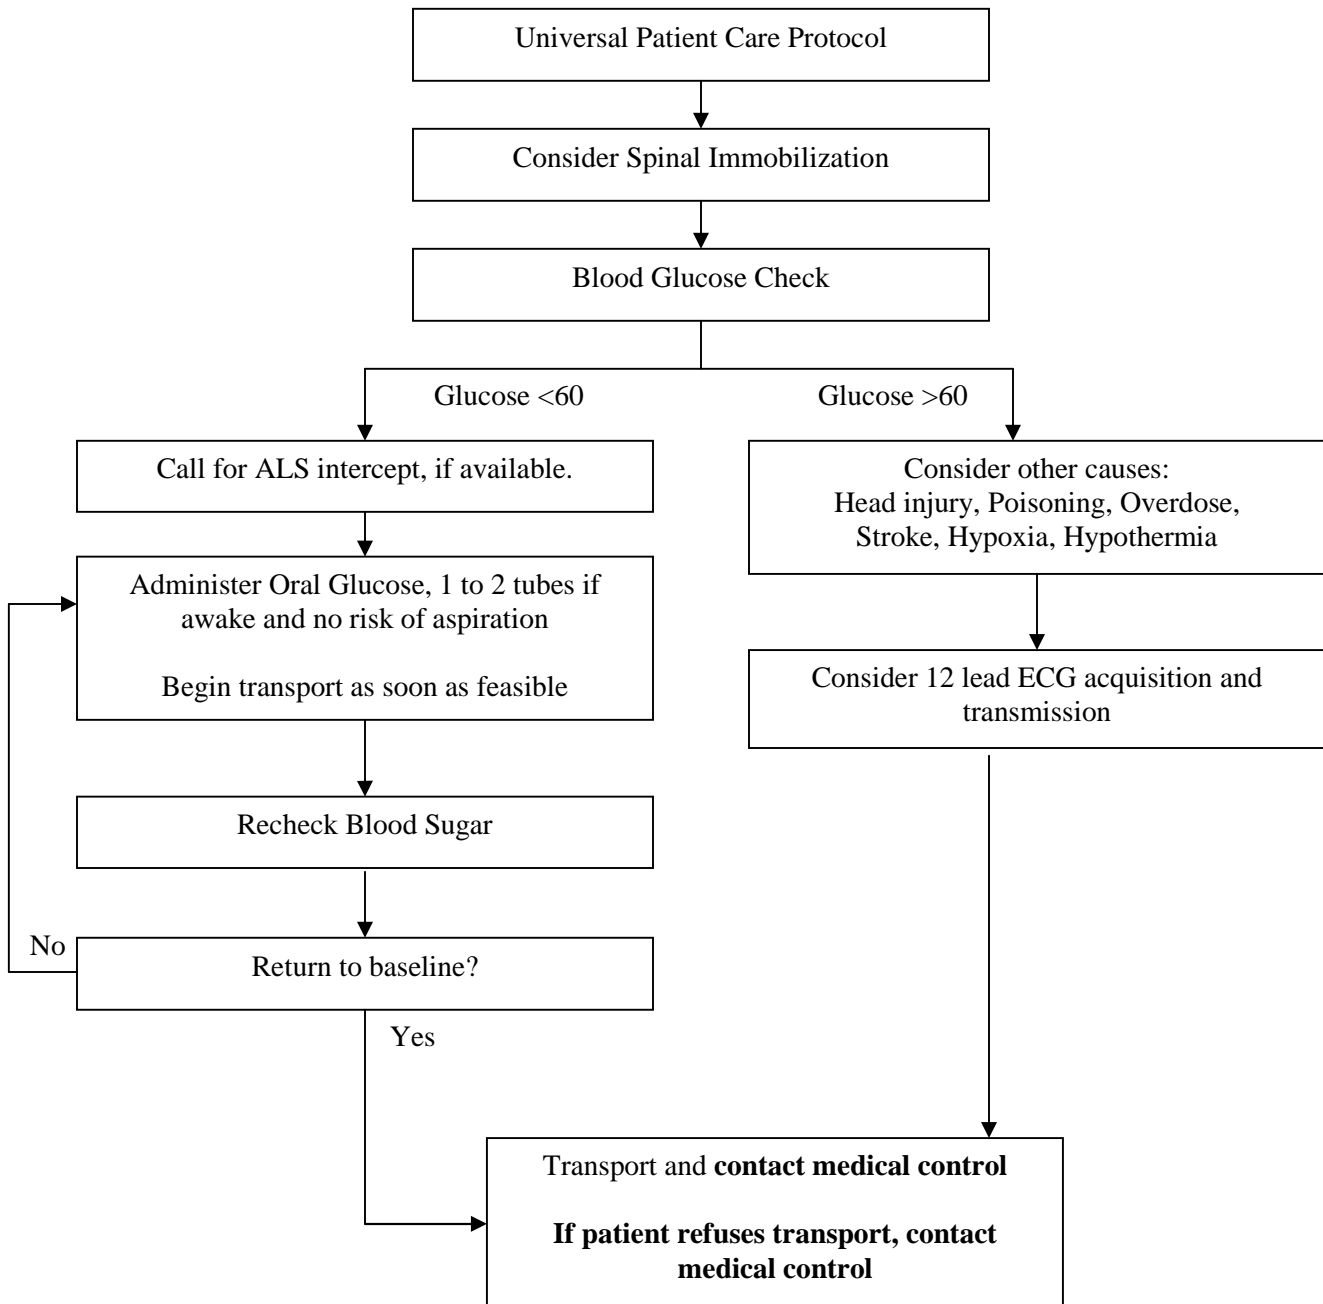 Universal Patient Care Protocol
Consider Spinal Immobilization
Blood Glucose Check
Glucose <60
Glucose >60
Call for ALS intercept, if available.
Consider other causes:
Head injury, Poisoning, Overdose,
Stroke, Hypoxia, Hypothermia
Administer Oral Glucose, 1 to 2 tubes if
awake and no risk of aspiration
Begin transport as soon as feasible
Consider 12 lead ECG acquisition and
transmission
Recheck Blood Sugar
No
Return to baseline?
Yes
Transport and contact medical control
If patient refuses transport, contact
medical control